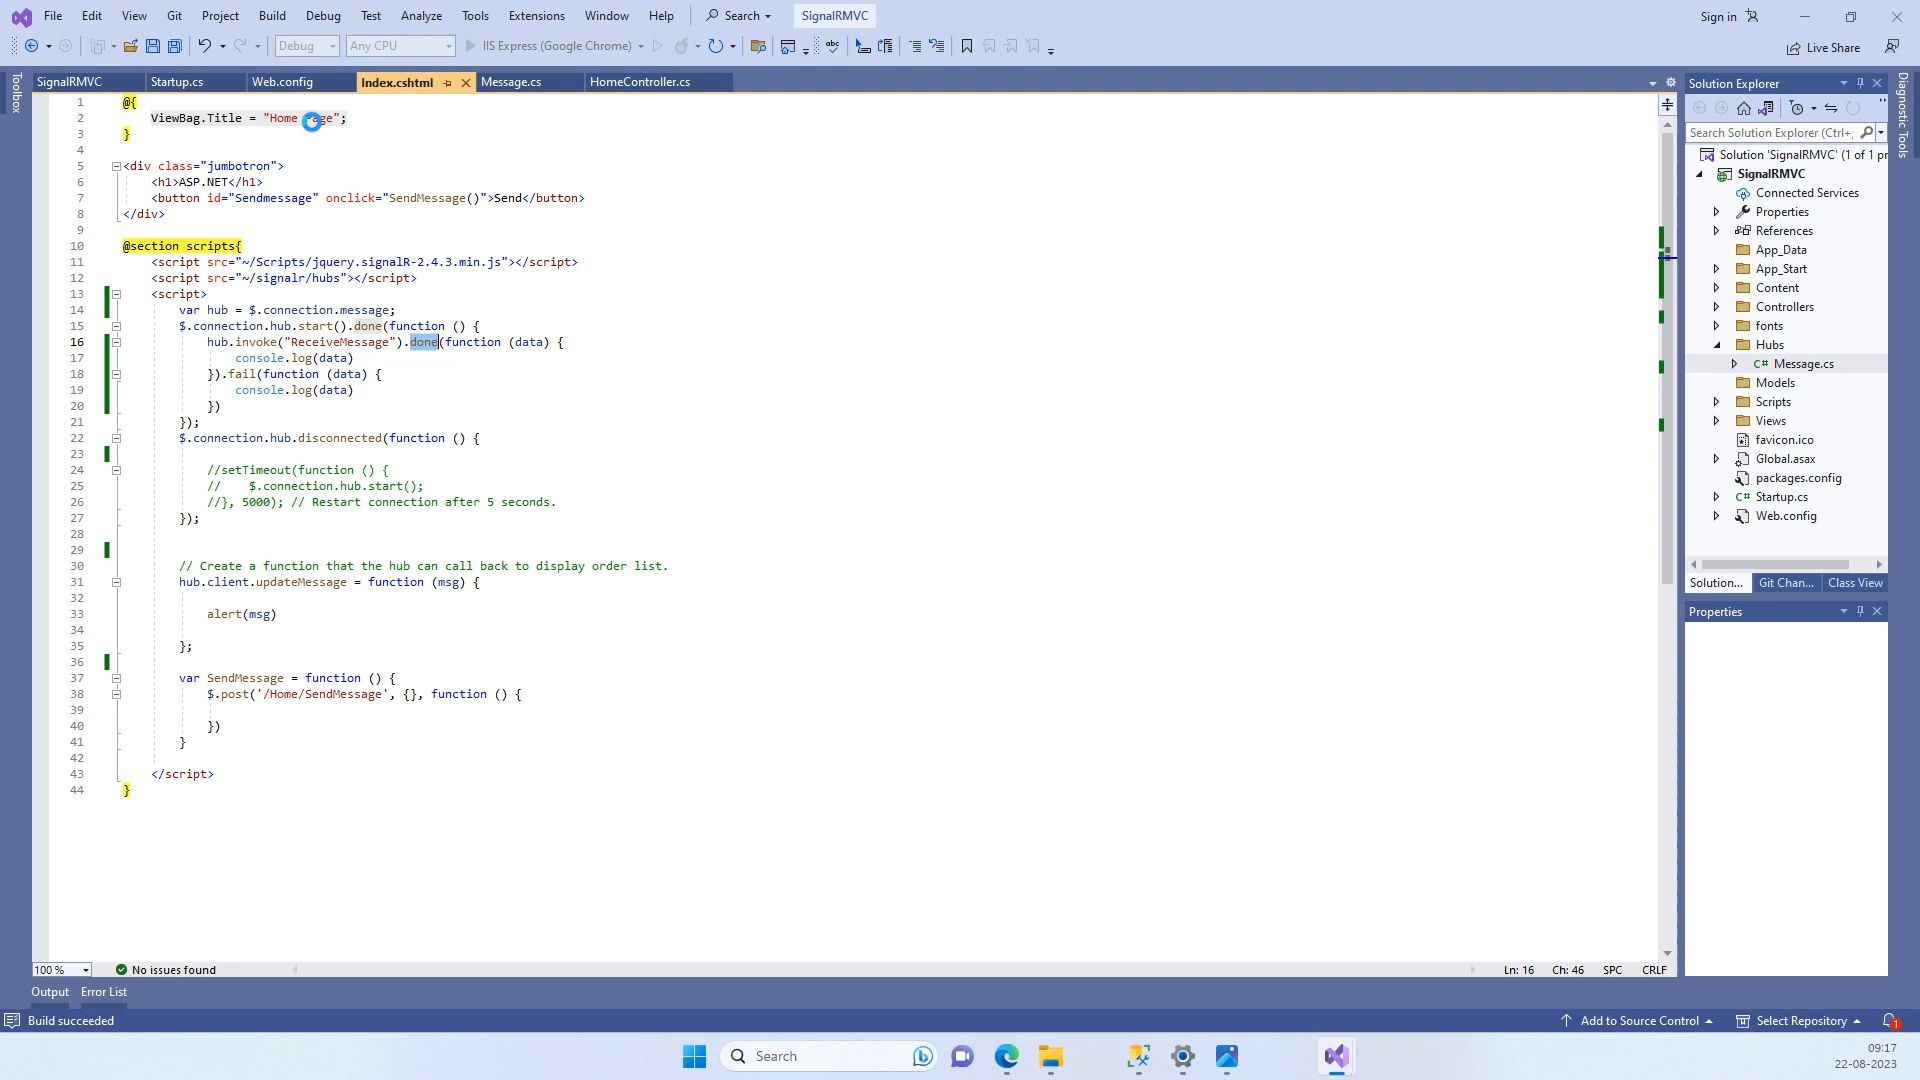 File Edit View Git Project Build Debug Test Analyze Tools Extensions Window Help Search SignalRMVC Sign in
Debug Any CPU IIS Express (Google Chrome) abc Live Share
Toolbox
SignalRMVC Startup.cs Web.config Index.cshtml Message.cs HomeController.cs
1 @{
2 ViewBag.Title = "Home Page";
3 }
4
5 <div class="jumbotron">
6 <h1>ASP.NET</h1>
7 <button id="Sendmessage" onclick="SendMessage()">Send</button>
8 </div>
9
10 @section scripts{
11 <script src="~/Scripts/jquery.signalR-2.4.3.min.js"></script>
12 <script src="~/signalr/hubs"></script>
13 <script>
14 var hub = $.connection.message;
15 $.connection.hub.start().done(function () {
16 hub.invoke("ReceiveMessage").done(function (data) {
17 console.log(data)
18 }).fail(function (data) {
19 console.log(data)
20 })
21 });
22 $.connection.hub.disconnected(function () {
23
24 //setTimeout(function () {
25 // $.connection.hub.start();
26 //}, 5000); // Restart connection after 5 seconds.
27 });
28
29
30 // Create a function that the hub can call back to display order list.
31 hub.client.updateMessage = function (msg) {
32
33 alert(msg)
34
35 };
36
37 var SendMessage = function () {
38 $.post('/Home/SendMessage', {}, function () {
39
40 })
41 }
42
43 </script>
44 }
100 % No issues found Ln: 16 Ch: 46 SPC CRLF
Solution Explorer
Search Solution Explorer (Ctrl+;
Solution 'SignalRMVC' (1 of 1 pr
SignalRMVC
Connected Services
Properties
References
App_Data
App_Start
Content
Controllers
fonts
Hubs
C# Message.cs
Models
Scripts
Views
favicon.ico
Global.asax
packages.config
C# Startup.cs
Web.config
Solution... Git Chan... Class View
Properties
Diagnostic Tools
Output Error List
Build succeeded Add to Source Control Select Repository 1
Search
09:17
22-08-2023